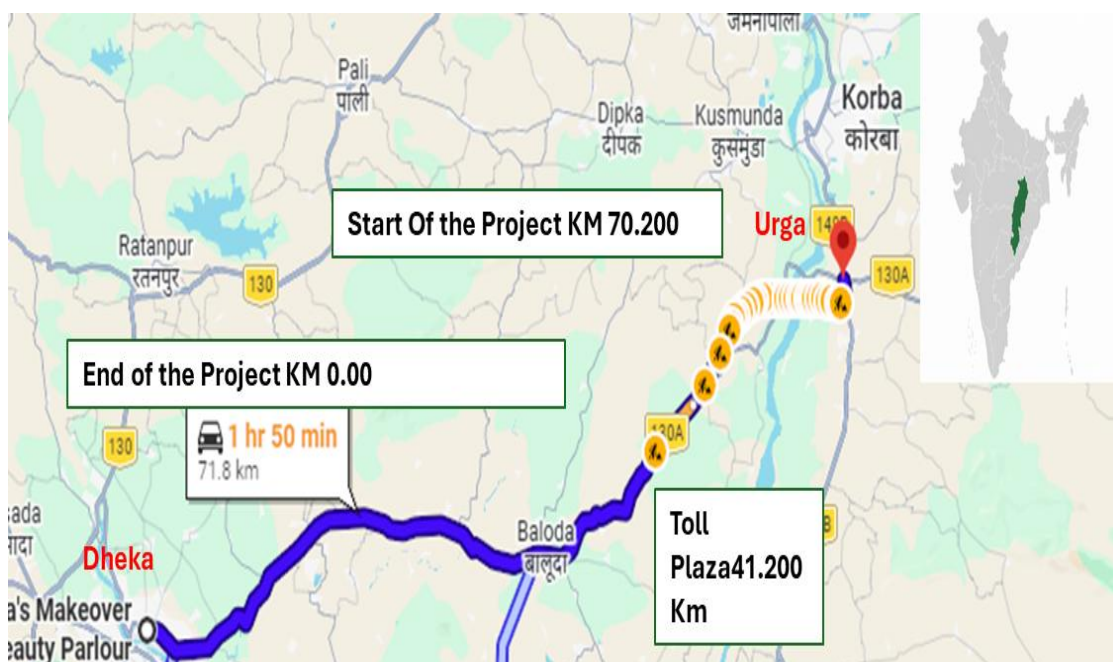 जमनीपाली
Pali
पाली
Dipka
दीपक
Kusmunda
कुसमुंडा
Korba
कोरबा
Start Of the Project KM 70.200
Urga
Ratanpur
रतनपुर
130
130A
End of the Project KM 0.00
1 hr 50 min
71.8 km
130
130A
Toll
Plaza41.200
Km
Baloda
बालूदा
Dheka
a's Makeover
eauty Parlour